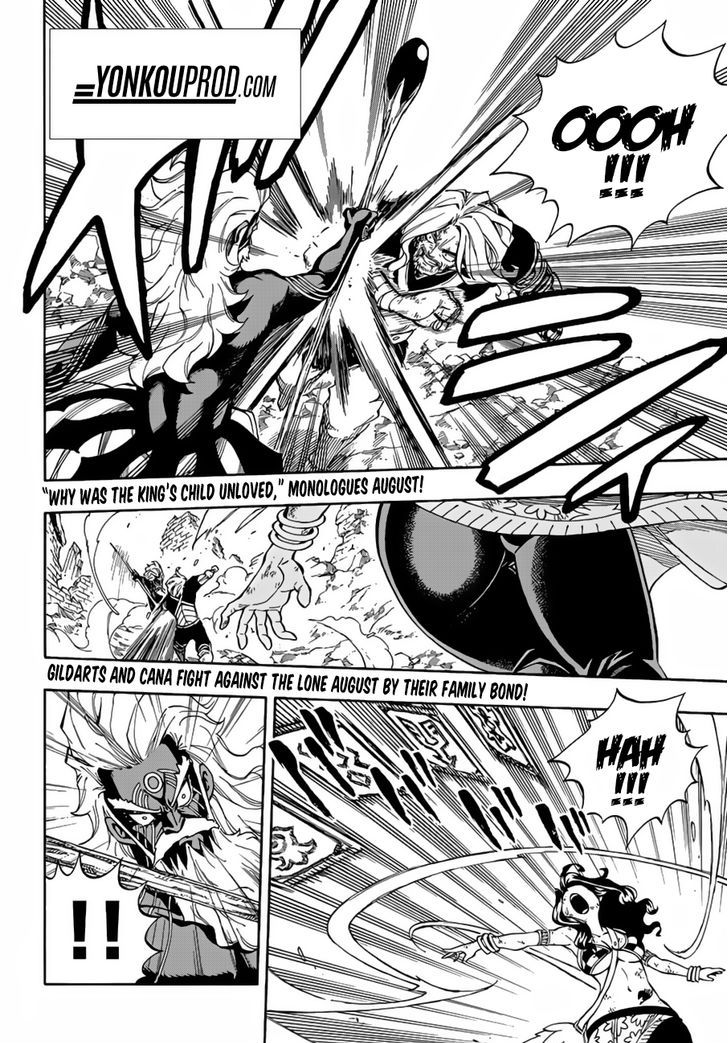 YONKOUPROD.COM
OOOH
!!!
"WHY WAS THE KING'S CHILD UNLOVED," MONOLOGUES AUGUST!
GILDARTS AND CANA FIGHT AGAINST THE LONE AUGUST BY THEIR FAMILY BOND!
HAH
!!!
!!